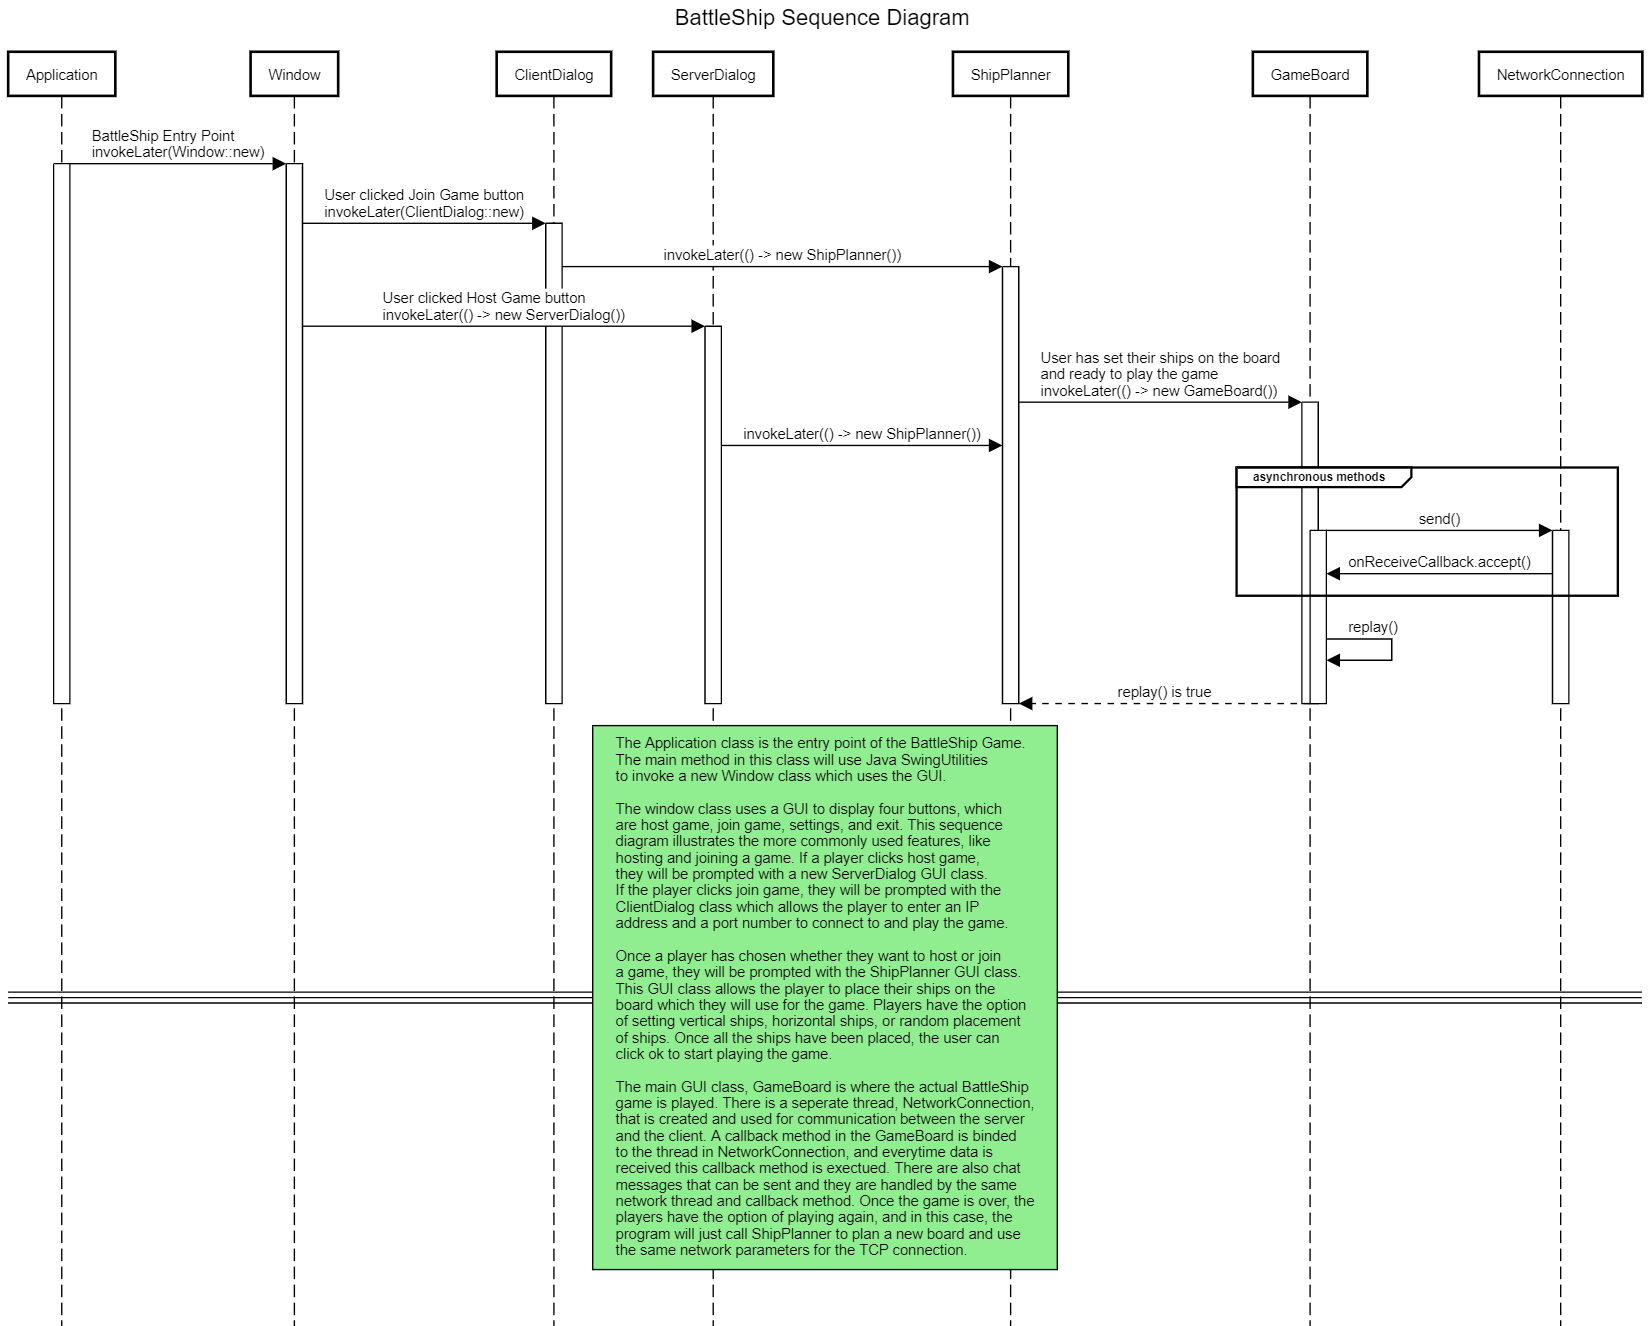 BattleShip Sequence Diagram
Application
Window
ClientDialog
ServerDialog
ShipPlanner
GameBoard
NetworkConnection
BattleShip Entry Point
invokeLater(Window::new)
User clicked Join Game button
invokeLater(ClientDialog::new)
invokeLater(() -> new ShipPlanner())
User clicked Host Game button
invokeLater(() -> new ServerDialog())
User has set their ships on the board
and ready to play the game
invokeLater(() -> new GameBoard())
invokeLater(() -> new ShipPlanner())
asynchronous methods
send()
onReceiveCallback.accept()
replay()
replay() is true
The Application class is the entry point of the BattleShip Game.
The main method in this class will use Java SwingUtilities
to invoke a new Window class which uses the GUI.
The window class uses a GUI to display four buttons, which
are host game, join game, settings, and exit. This sequence
diagram illustrates the more commonly used features, like
hosting and joining a game. If a player clicks host game,
they will be prompted with a new ServerDialog GUI class.
If the player clicks join game, they will be prompted with the
ClientDialog class which allows the player to enter an IP
address and a port number to connect to and play the game.
Once a player has chosen whether they want to host or join
a game, they will be prompted with the ShipPlanner GUI class.
This GUI class allows the player to place their ships on the
board which they will use for the game. Players have the option
of setting vertical ships, horizontal ships, or random placement
of ships. Once all the ships have been placed, the user can
click ok to start playing the game.
The main GUI class, GameBoard is where the actual BattleShip
game is played. There is a seperate thread, NetworkConnection,
that is created and used for communication between the server
and the client. A callback method in the GameBoard is binded
to the thread in NetworkConnection, and everytime data is
received this callback method is exectued. There are also chat
messages that can be sent and they are handled by the same
network thread and callback method. Once the game is over, the
players have the option of playing again, and in this case, the
program will just call ShipPlanner to plan a new board and use
the same network parameters for the TCP connection.